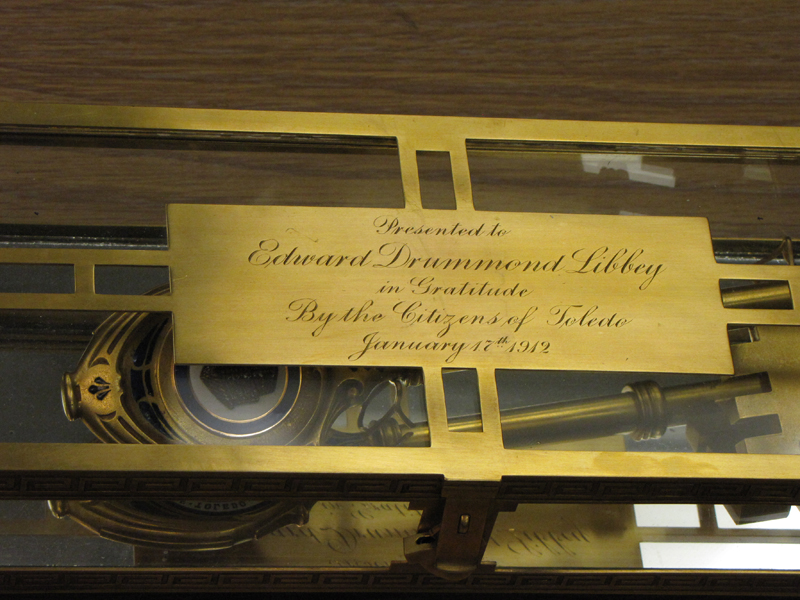 Presented to
Edward Drummond Libbey
in Gratitude
By the Citizens of Toledo
January 17th 1912